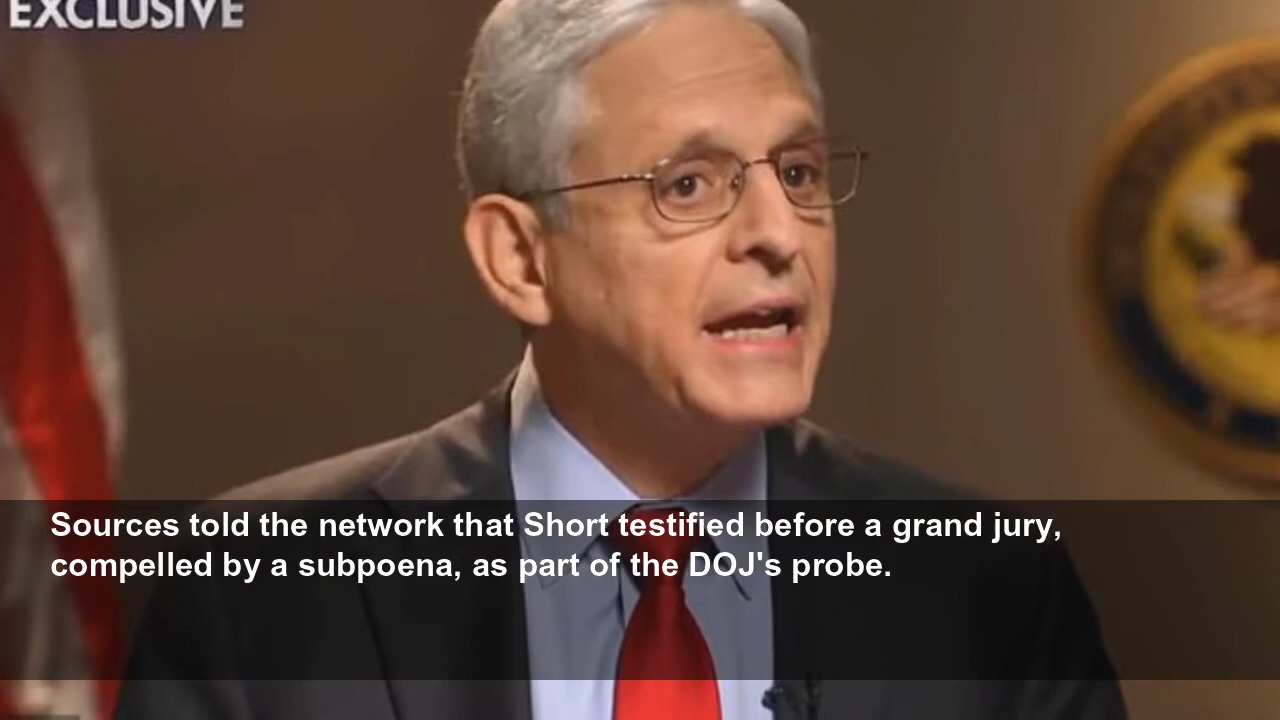 EXCLUSIVE
Sources told the network that Short testified before a grand jury,
compelled by a subpoena, as part of the DOJ's probe.